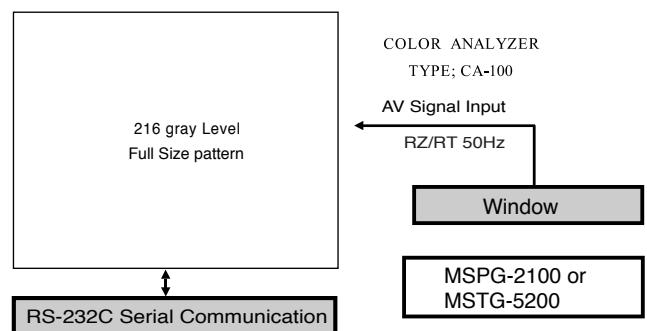 COLOR ANALYZER
TYPE; CA-100
AV Signal Input
RZ/RT 50Hz
216 gray Level
Full Size pattern
Window
MSPG-2100 or
MSTG-5200
RS-232C Serial Communication